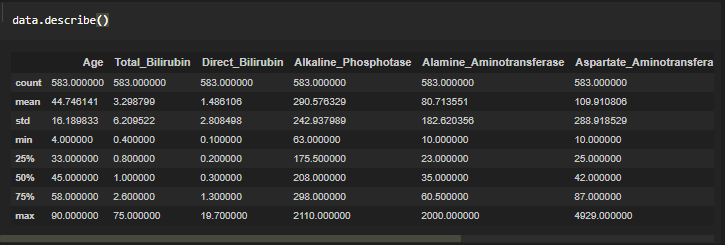 data.describe()
Age Total_Bilirubin Direct_Bilirubin Alkaline_Phosphotase Alamine_Aminotransferase Aspartate_Aminotransfera
count 583.000000 583.000000 583.000000 583.000000 583.000000 583.000000
mean 44.746141 3.298799 1.486106 290.576329 80.713551 109.910806
std 16.189833 6.209522 2.808498 242.937989 182.620356 288.918529
min 4.000000 0.400000 0.100000 63.000000 10.000000 10.000000
25% 33.000000 0.800000 0.200000 175.500000 23.000000 25.000000
50% 45.000000 1.000000 0.300000 208.000000 35.000000 42.000000
75% 58.000000 2.600000 1.300000 298.000000 60.500000 87.000000
max 90.000000 75.000000 19.700000 2110.000000 2000.000000 4929.000000